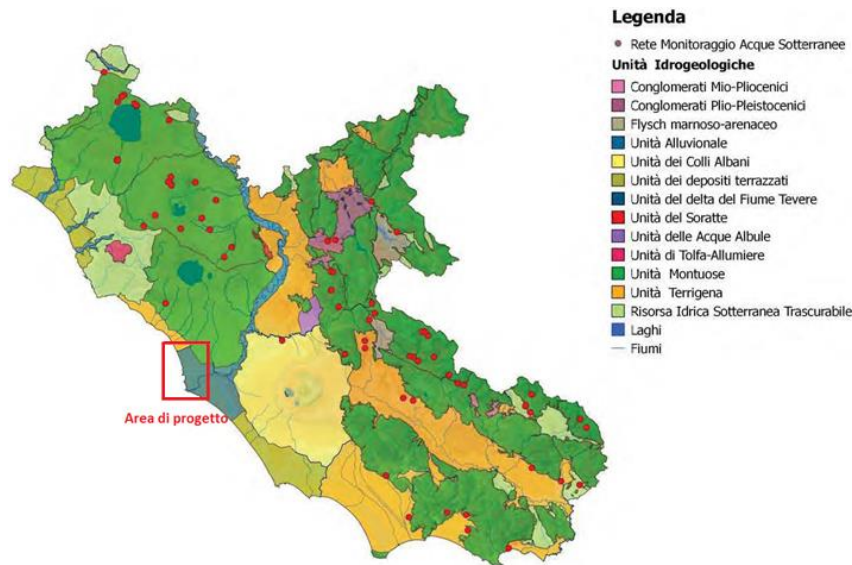 Legenda
Rete Monitoraggio Acque Sotterranee
Unità Idrogeologiche
Conglomerati Mio-Pliocenici
Conglomerati Plio-Pleistocenici
Flysch marnoso-arenaceo
Unità Alluvionale
Unità dei Colli Albani
Unità dei depositi terrazzati
Unità del delta del Fiume Tevere
Unità del Soratte
Unità delle Acque Albule
Unità di Tolfa-Allumiere
Unità Montuose
Unità Terrigena
Risorsa Idrica Sotterranea Trascurabile
Laghi
Fiumi
Area di progetto